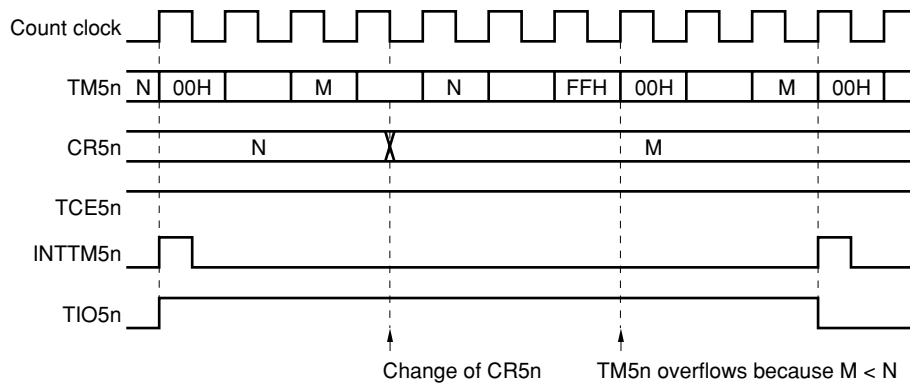 Count clock
TM5n N 00H M N FFH 00H M 00H
CR5n N M
TCE5n
INTTM5n
TIO5n
Change of CR5n TM5n overflows because M < N